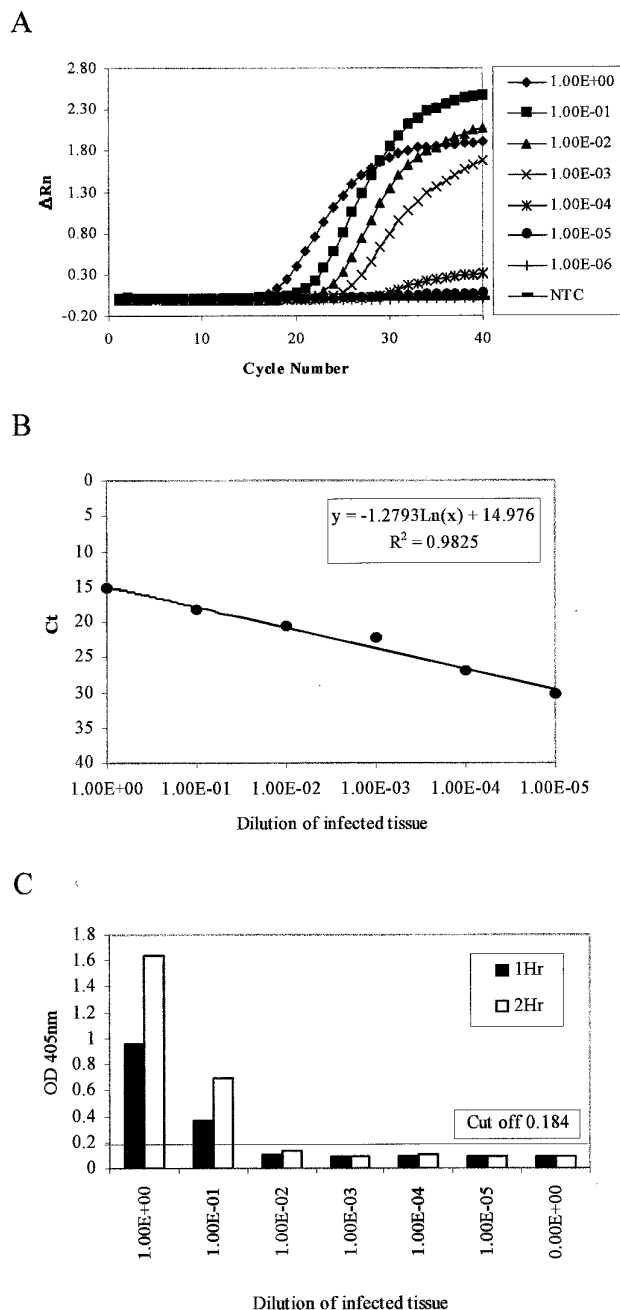 A
2.80
1.80
1.30
0.80
0.30
-0.20
ΔRn
0
10
20
30
40
Cycle Number
1.00E+00
1.00E-01
1.00E-02
1.00E-03
1.00E-04
1.00E-05
1.00E-06
NTC
B
0
5
10
15
20
25
30
35
40
Ct
y = -1.2793Ln(x) + 14.976
R² = 0.9825
1.00E+00
1.00E-01
1.00E-02
1.00E-03
1.00E-04
1.00E-05
Dilution of infected tissue
C
1.8
1.6
1.4
1.2
1
0.8
0.6
0.4
0.2
0
OD 405nm
1Hr
2Hr
Cut off 0.184
1.00E+00
1.00E-01
1.00E-02
1.00E-03
1.00E-04
1.00E-05
0.00E+00
Dilution of infected tissue